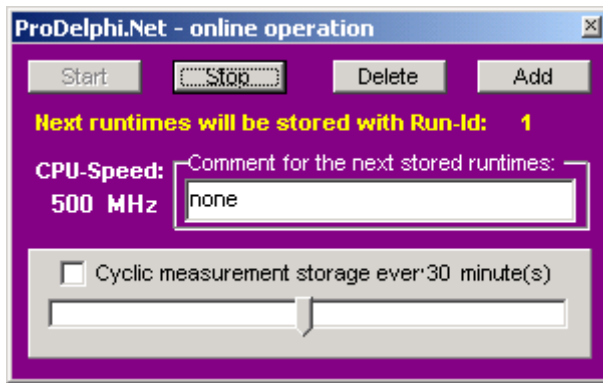 ProDelphi.Net - online operation
Start Stop Delete Add
Next runtimes will be stored with Run-Id: 1
CPU-Speed:
500 MHz
Comment for the next stored runtimes:
none
Cyclic measurement storage ever 30 minute(s)